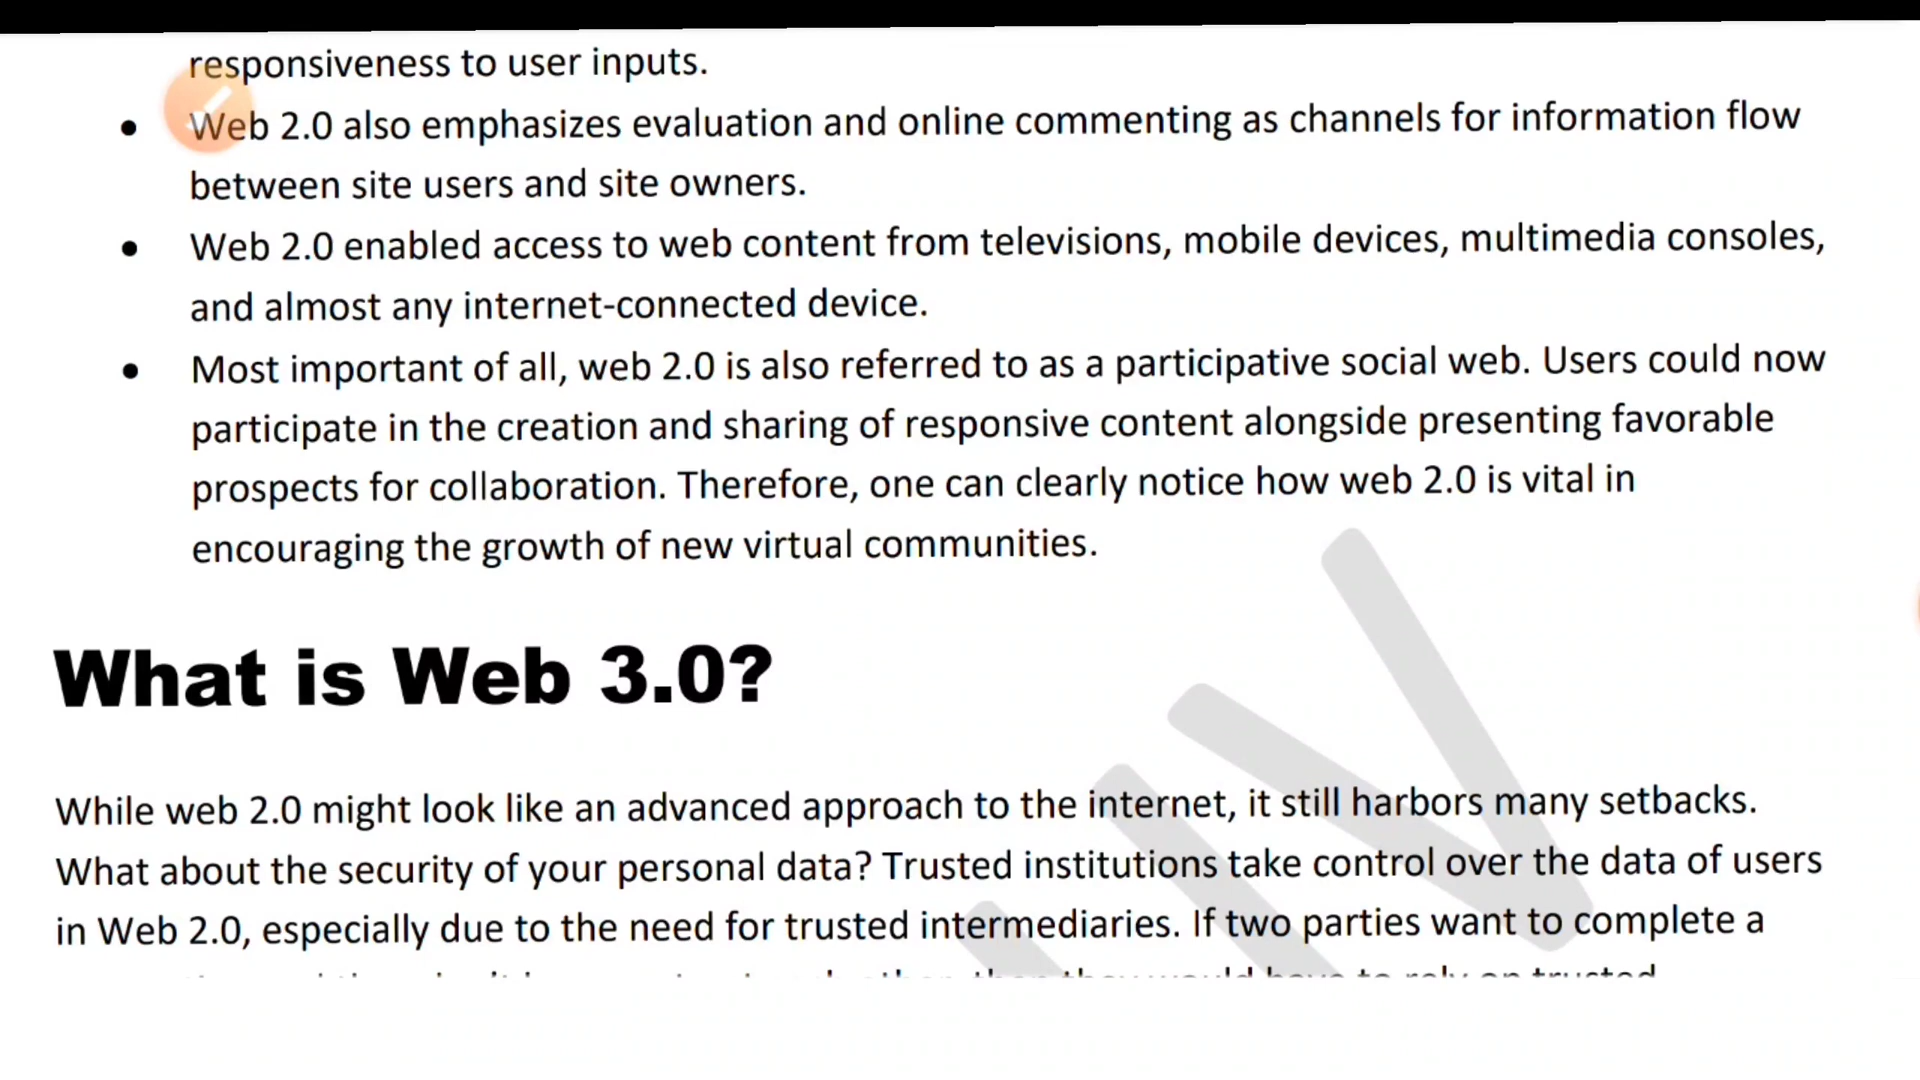 responsiveness to user inputs.
• Web 2.0 also emphasizes evaluation and online commenting as channels for information flow
between site users and site owners.
• Web 2.0 enabled access to web content from televisions, mobile devices, multimedia consoles,
and almost any internet-connected device.
• Most important of all, web 2.0 is also referred to as a participative social web. Users could now
participate in the creation and sharing of responsive content alongside presenting favorable
prospects for collaboration. Therefore, one can clearly notice how web 2.0 is vital in
encouraging the growth of new virtual communities.
What is Web 3.0?
While web 2.0 might look like an advanced approach to the internet, it still harbors many setbacks.
What about the security of your personal data? Trusted institutions take control over the data of users
in Web 2.0, especially due to the need for trusted intermediaries. If two parties want to complete a
they would have to rely on trusted